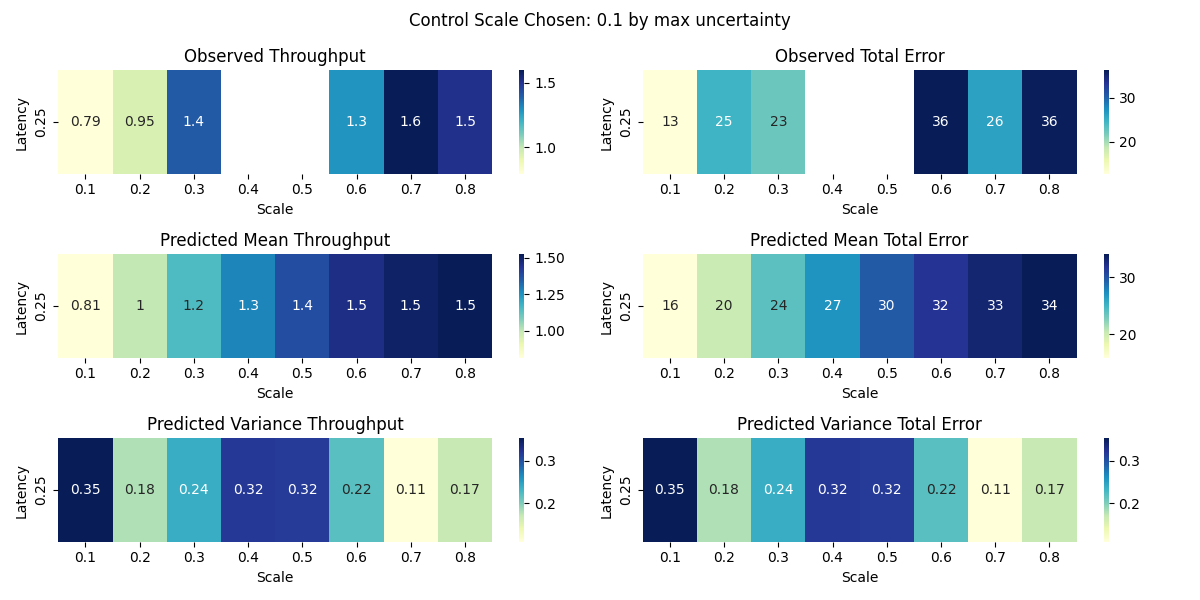 Control Scale Chosen: 0.1 by max uncertainty
Observed Throughput
Latency
0.25
0.79 0.95 1.4 1.3 1.6 1.5
0.1 0.2 0.3 0.4 0.5 0.6 0.7 0.8
Scale
1.5
1.0
Observed Total Error
Latency
0.25
13 25 23 36 26 36
0.1 0.2 0.3 0.4 0.5 0.6 0.7 0.8
Scale
30
20
Predicted Mean Throughput
Latency
0.25
0.81 1 1.2 1.3 1.4 1.5 1.5 1.5
0.1 0.2 0.3 0.4 0.5 0.6 0.7 0.8
Scale
1.50
1.25
1.00
Predicted Mean Total Error
Latency
0.25
16 20 24 27 30 32 33 34
0.1 0.2 0.3 0.4 0.5 0.6 0.7 0.8
Scale
30
20
Predicted Variance Throughput
Latency
0.25
0.35 0.18 0.24 0.32 0.32 0.22 0.11 0.17
0.1 0.2 0.3 0.4 0.5 0.6 0.7 0.8
Scale
0.3
0.2
Predicted Variance Total Error
Latency
0.25
0.35 0.18 0.24 0.32 0.32 0.22 0.11 0.17
0.1 0.2 0.3 0.4 0.5 0.6 0.7 0.8
Scale
0.3
0.2